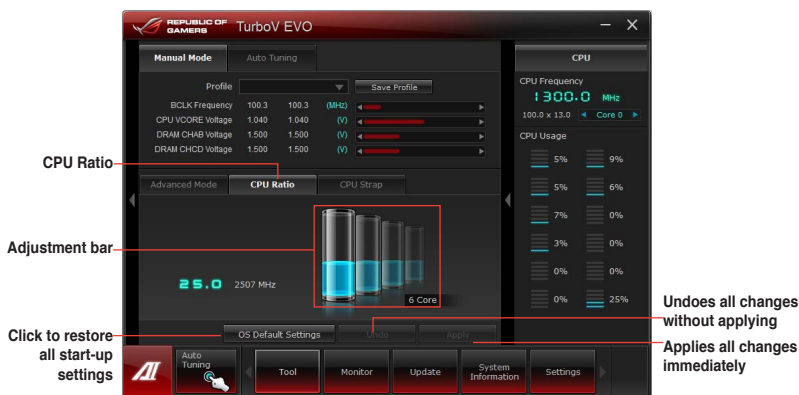 REPUBLIC OF
GAMERS
TurboV EVO
Manual Mode
Auto Tuning
Profile
Save Profile
BCLK Frequency 100.3 100.3 (MHz)
CPU VCORE Voltage 1.040 1.040 (V)
DRAM CHAB Voltage 1.500 1.500 (V)
DRAM CHCD Voltage 1.500 1.500 (V)
CPU Ratio
Advanced Mode
CPU Ratio
CPU Strap
Adjustment bar
25.0 2507 MHz
6 Core
OS Default Settings
Undo
Apply
Click to restore
all start-up
settings
Auto
Tuning
Tool
Monitor
Update
System
Information
Settings
CPU
CPU Frequency
1300.0 MHz
100.0 x 13.0 Core 0
CPU Usage
5% 9%
5% 6%
7% 0%
3% 0%
0% 0%
0% 25%
Undoes all changes
without applying
Applies all changes
immediately